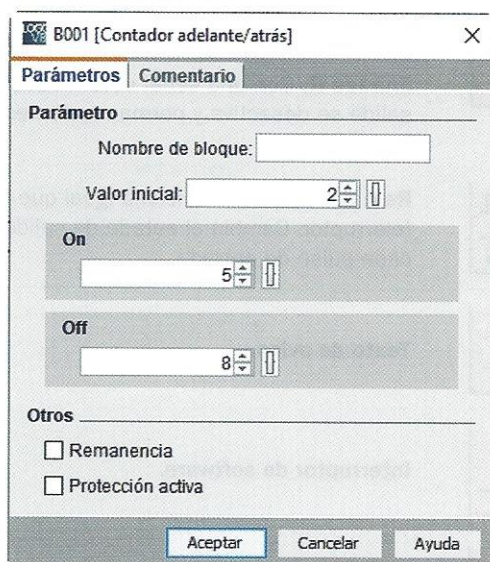 B001 [Contador adelante/atrás]
Parámetros Comentario
Parámetro
Nombre de bloque:
Valor inicial: 2
On
5
Off
8
Otros
Remanencia
Protección activa
Aceptar Cancelar Ayuda